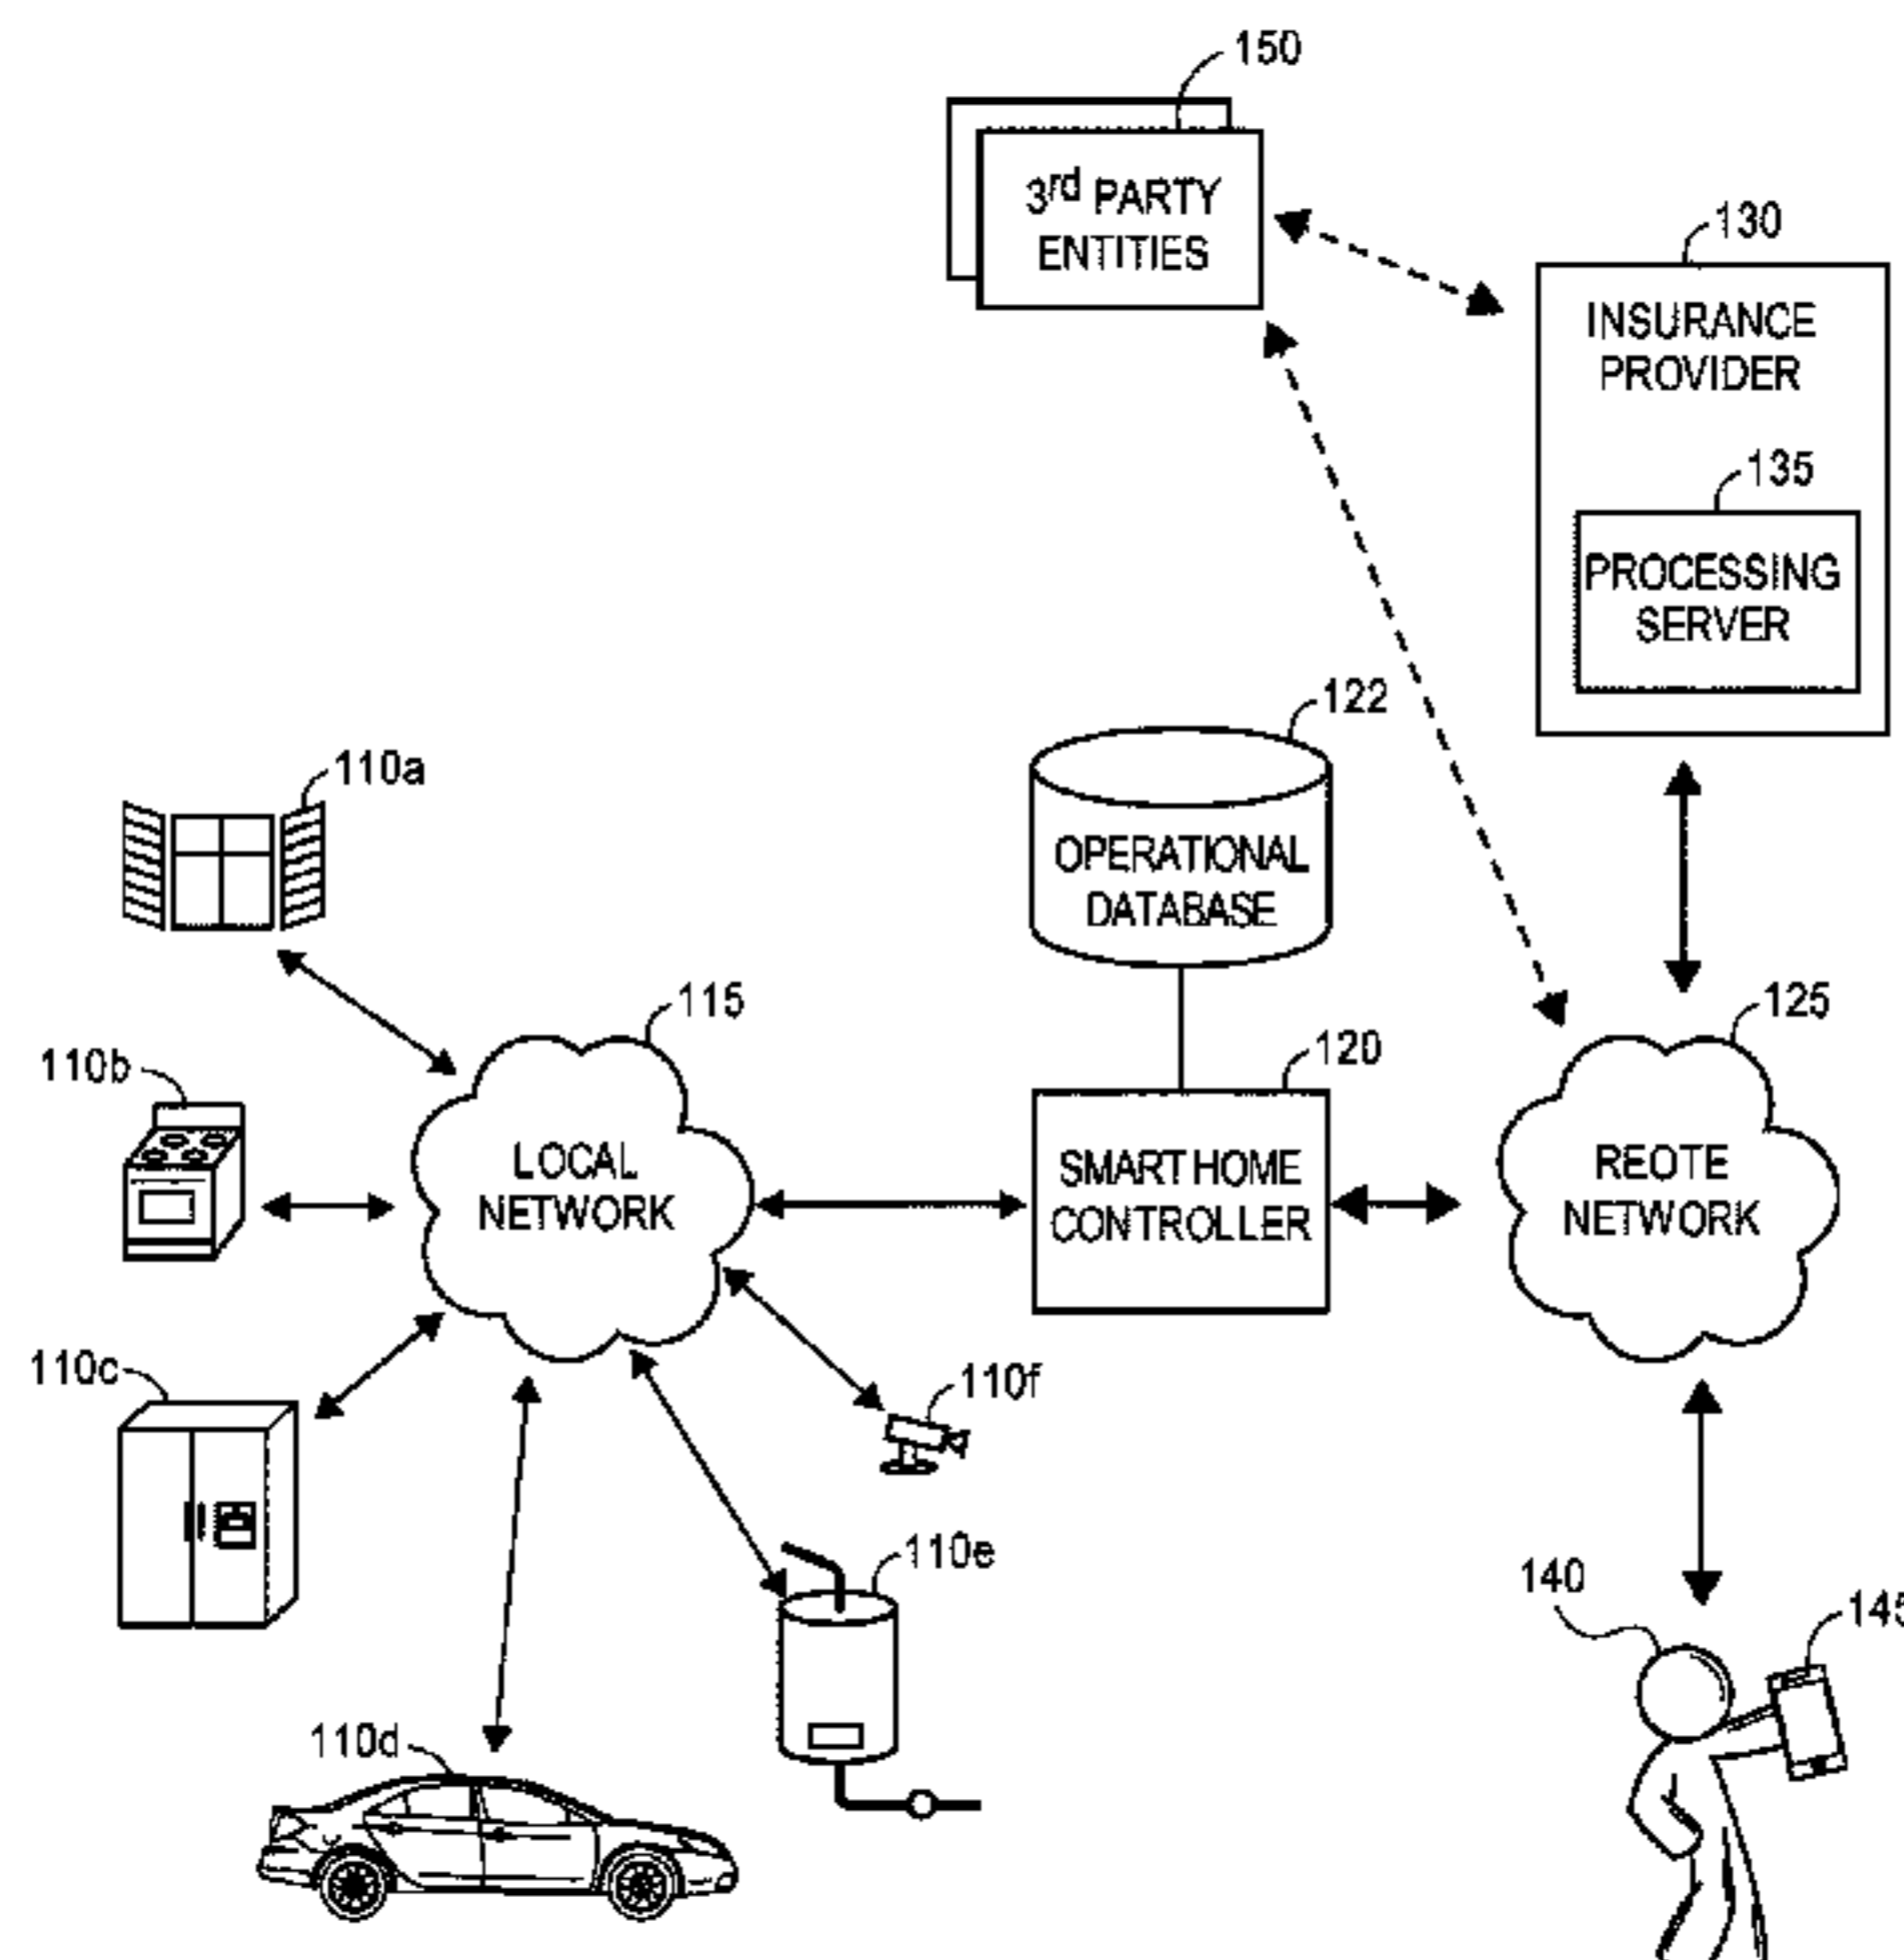 150
3rd PARTY
ENTITIES
130
INSURANCE
PROVIDER
135
PROCESSING
SERVER
122
OPERATIONAL
DATABASE
110a
115
125
110b
120
LOCAL
NETWORK
SMART HOME
CONTROLLER
REOTE
NETWORK
110c
110f
110e
140
145
110d